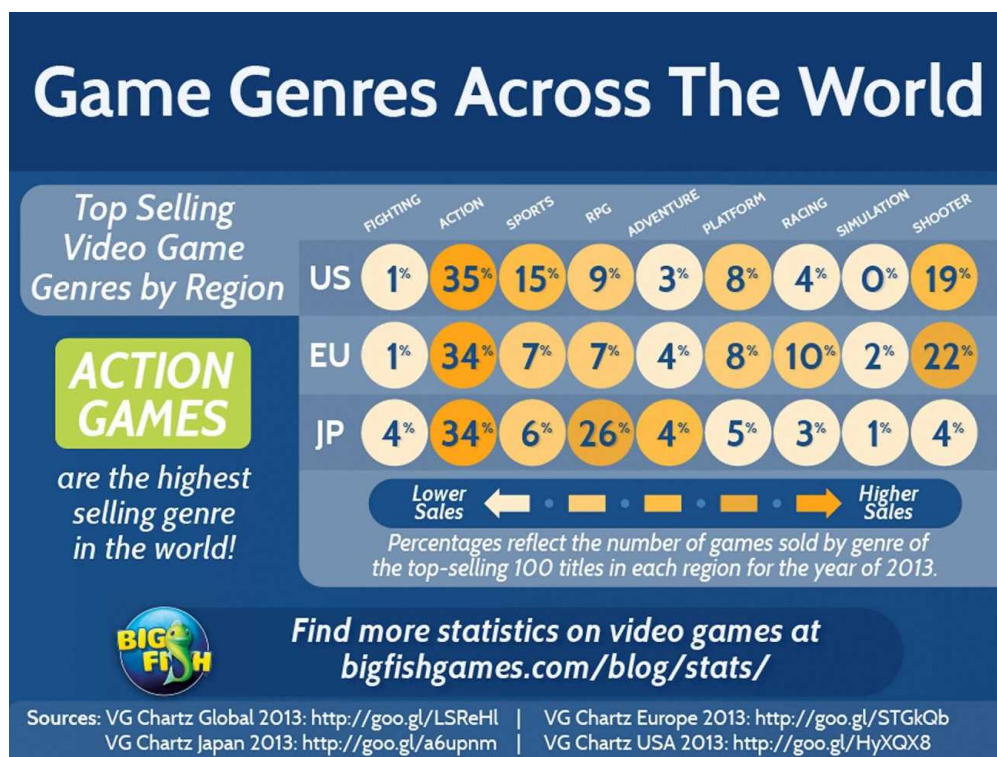 Game Genres Across The World
Top Selling
Video Game
Genres by Region
FIGHTING ACTION SPORTS RPG ADVENTURE PLATFORM RACING SIMULATION SHOOTER
US 1% 35% 15% 9% 3% 8% 4% 0% 19%
EU 1% 34% 7% 7% 4% 8% 10% 2% 22%
JP 4% 34% 6% 26% 4% 5% 3% 1% 4%
ACTION
GAMES
are the highest
selling genre
in the world!
Lower
Sales
Higher
Sales
Percentages reflect the number of games sold by genre of
the top-selling 100 titles in each region for the year of 2013.
BIG
FISH
Find more statistics on video games at
bigfishgames.com/blog/stats/
Sources: VG Chartz Global 2013: http://goo.gl/LSReHl | VG Chartz Europe 2013: http://goo.gl/STGkQb
VG Chartz Japan 2013: http://goo.gl/a6upnm | VG Chartz USA 2013: http://goo.gl/HyXQX8